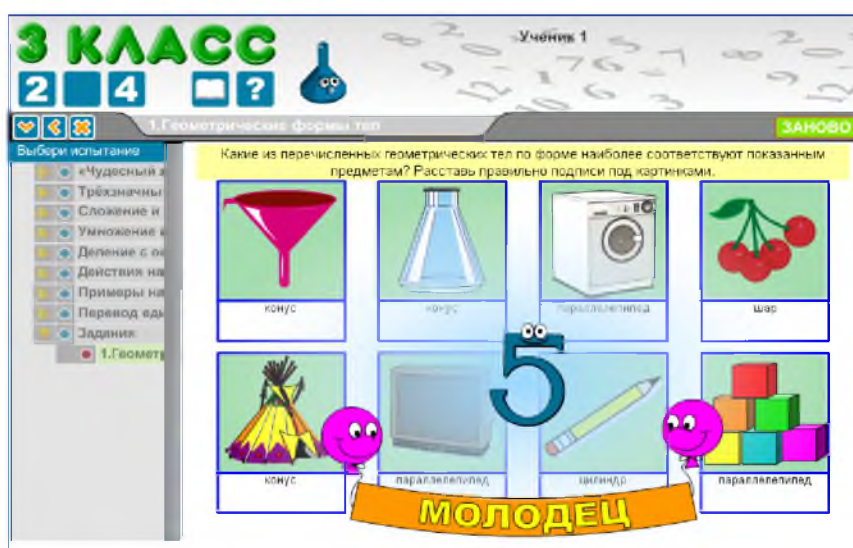 3 КЛАСС
Ученик 1
2 4 ?
1.Геометрические формы тел
ЗАНОВО
Выбери испытание
«Чудесный
Трёхзначны
Сложение и
Умножение
Деление с
Действия на
Примеры на
Перевод еди
Задания
1.Геометр
Какие из перечисленных геометрических тел по форме наиболее соответствуют показанным
предметам? Расставь правильно подписи под картинками.
конус
конус
параллелепипед
шар
5
конус
параллелепипед
цилиндр
параллелепипед
МОЛОДЕЦ